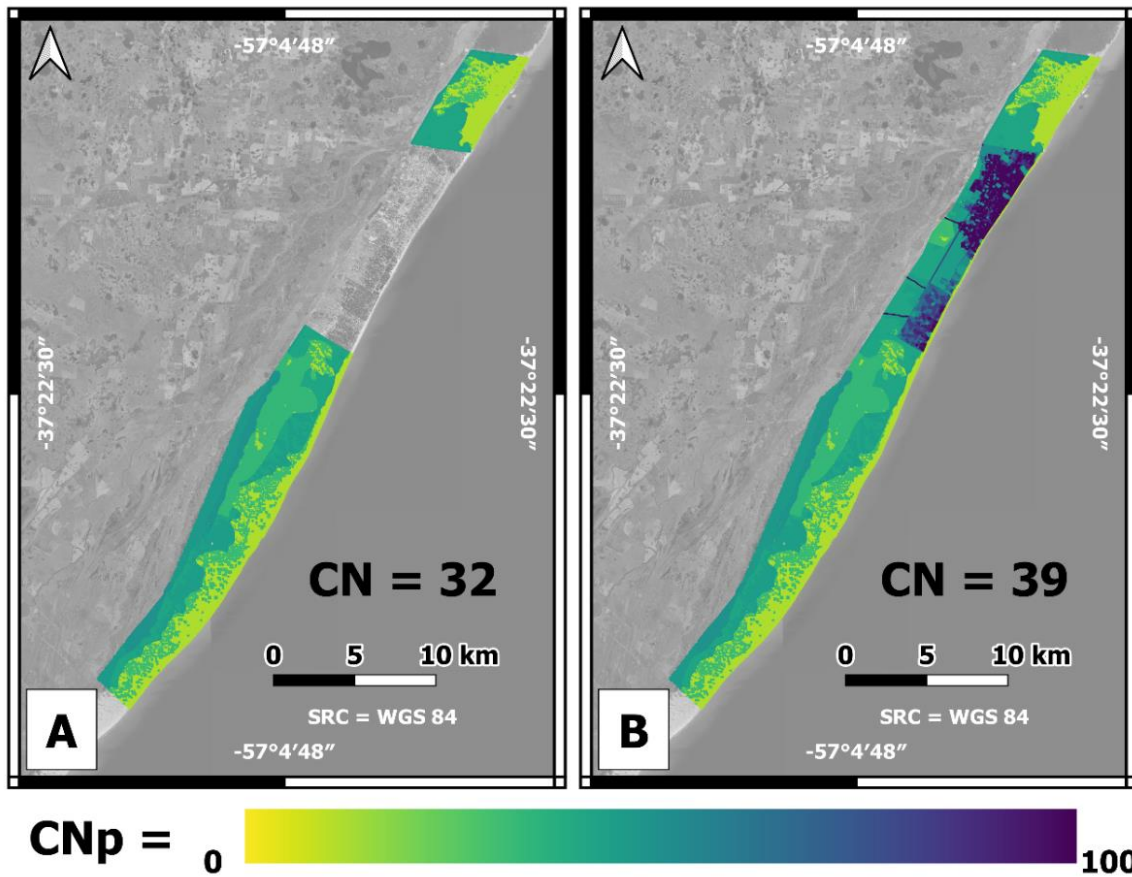 -57°4′48″
-37°22′30″
-37°22′30″
CN = 32
0 5 10 km
SRC = WGS 84
A
-57°4′48″
-57°4′48″
-37°22′30″
-37°22′30″
CN = 39
0 5 10 km
SRC = WGS 84
B
-57°4′48″
CNp = 0 100